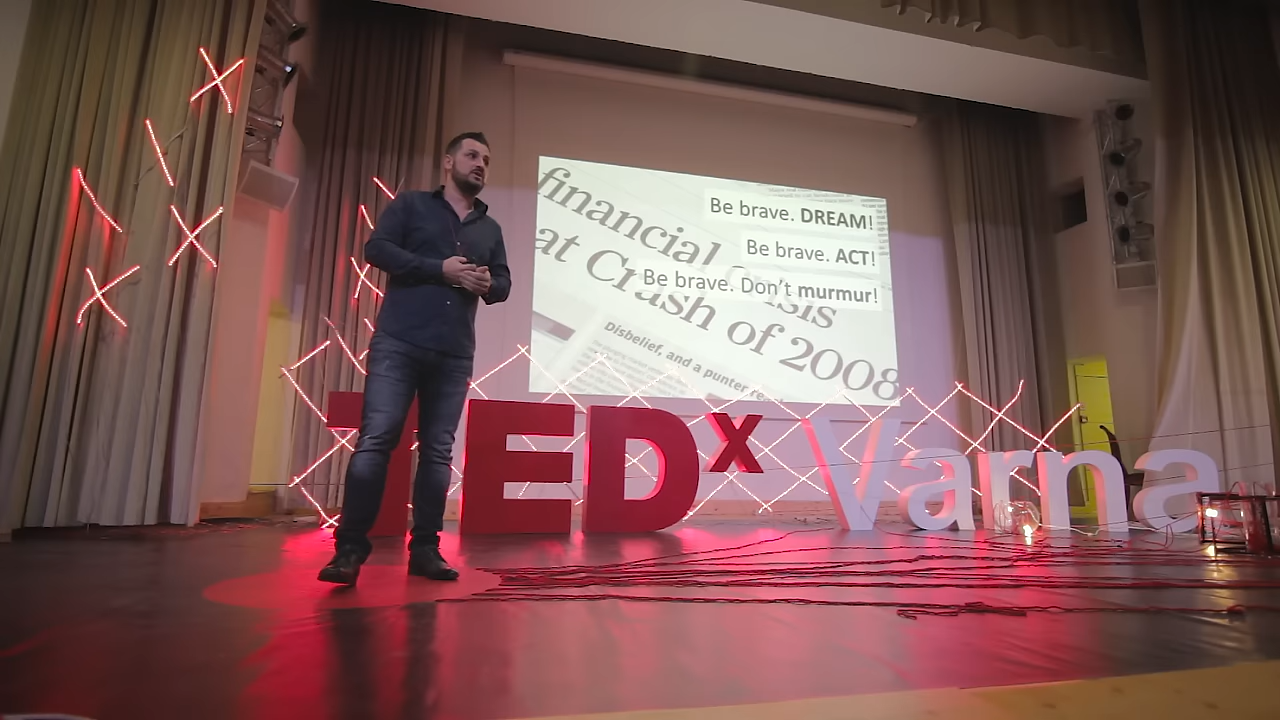 Be brave. DREAM!
Be brave. ACT!
Be brave. Don't murmur!
financial crisis
at Crash of 2008
Disbelief, and a punter
TEDx Varna